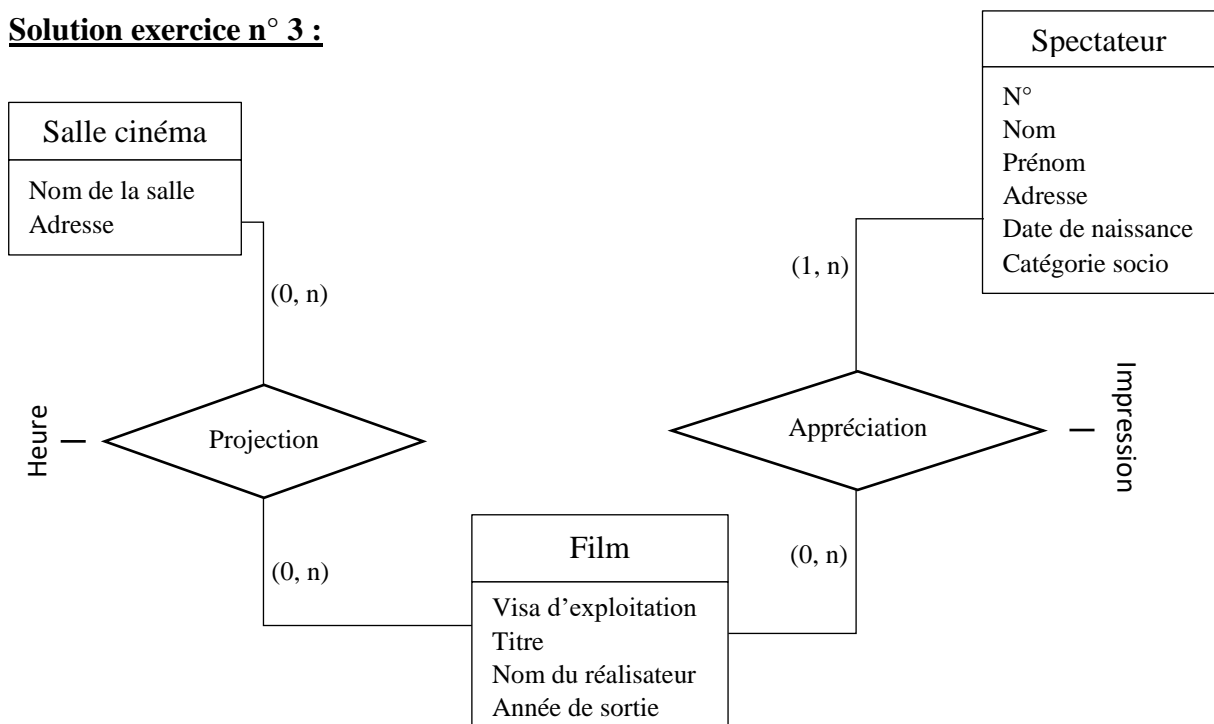 Solution exercice n° 3 :
Spectateur
N°
Nom
Prénom
Adresse
Date de naissance
Catégorie socio
Salle cinéma
Nom de la salle
Adresse
(0, n)
(1, n)
Heure
Projection
Appréciation
Impression
(0, n)
(0, n)
Film
Visa d’exploitation
Titre
Nom du réalisateur
Année de sortie